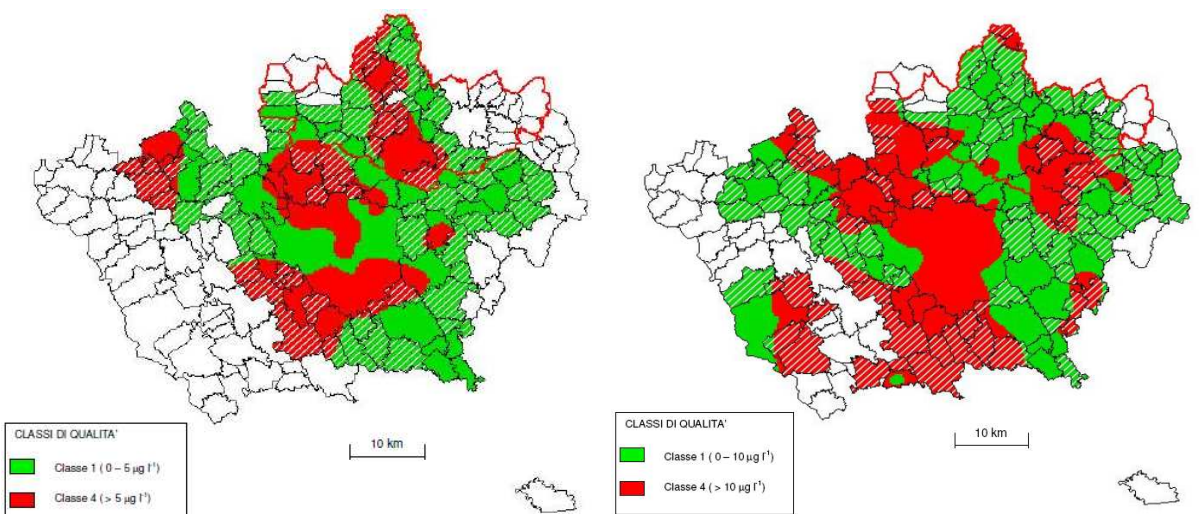 10 km
CLASSI DI QUALITA'
Classe 1 ( 0 – 5 µg l⁻¹)
Classe 4 ( > 5 µg l⁻¹)
10 km
CLASSI DI QUALITA'
Classe 1 ( 0 – 10 µg l⁻¹)
Classe 4 ( > 10 µg l⁻¹)